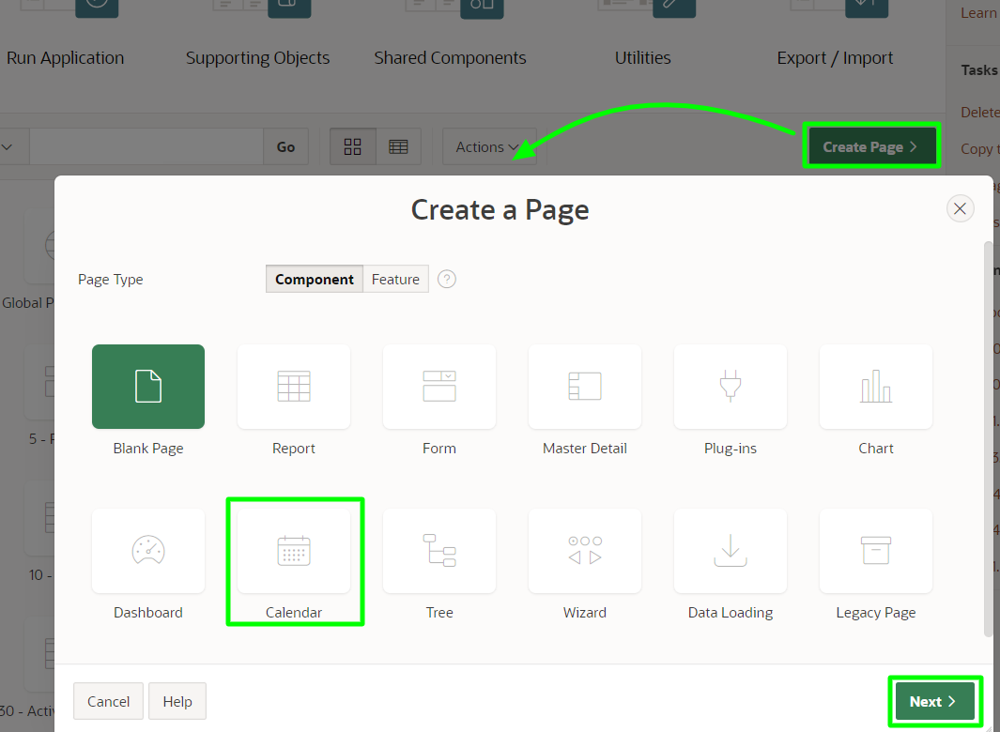 Learn
Run Application
Supporting Objects
Shared Components
Utilities
Export / Import
Tasks
Delete
Copy
Go
Actions
Create Page
Create a Page
Page Type
Component
Feature
?
Global
Blank Page
Report
Form
Master Detail
Plug-ins
Chart
5 -
Dashboard
Calendar
Tree
Wizard
Data Loading
Legacy Page
10 -
30 -
Cancel
Help
Next